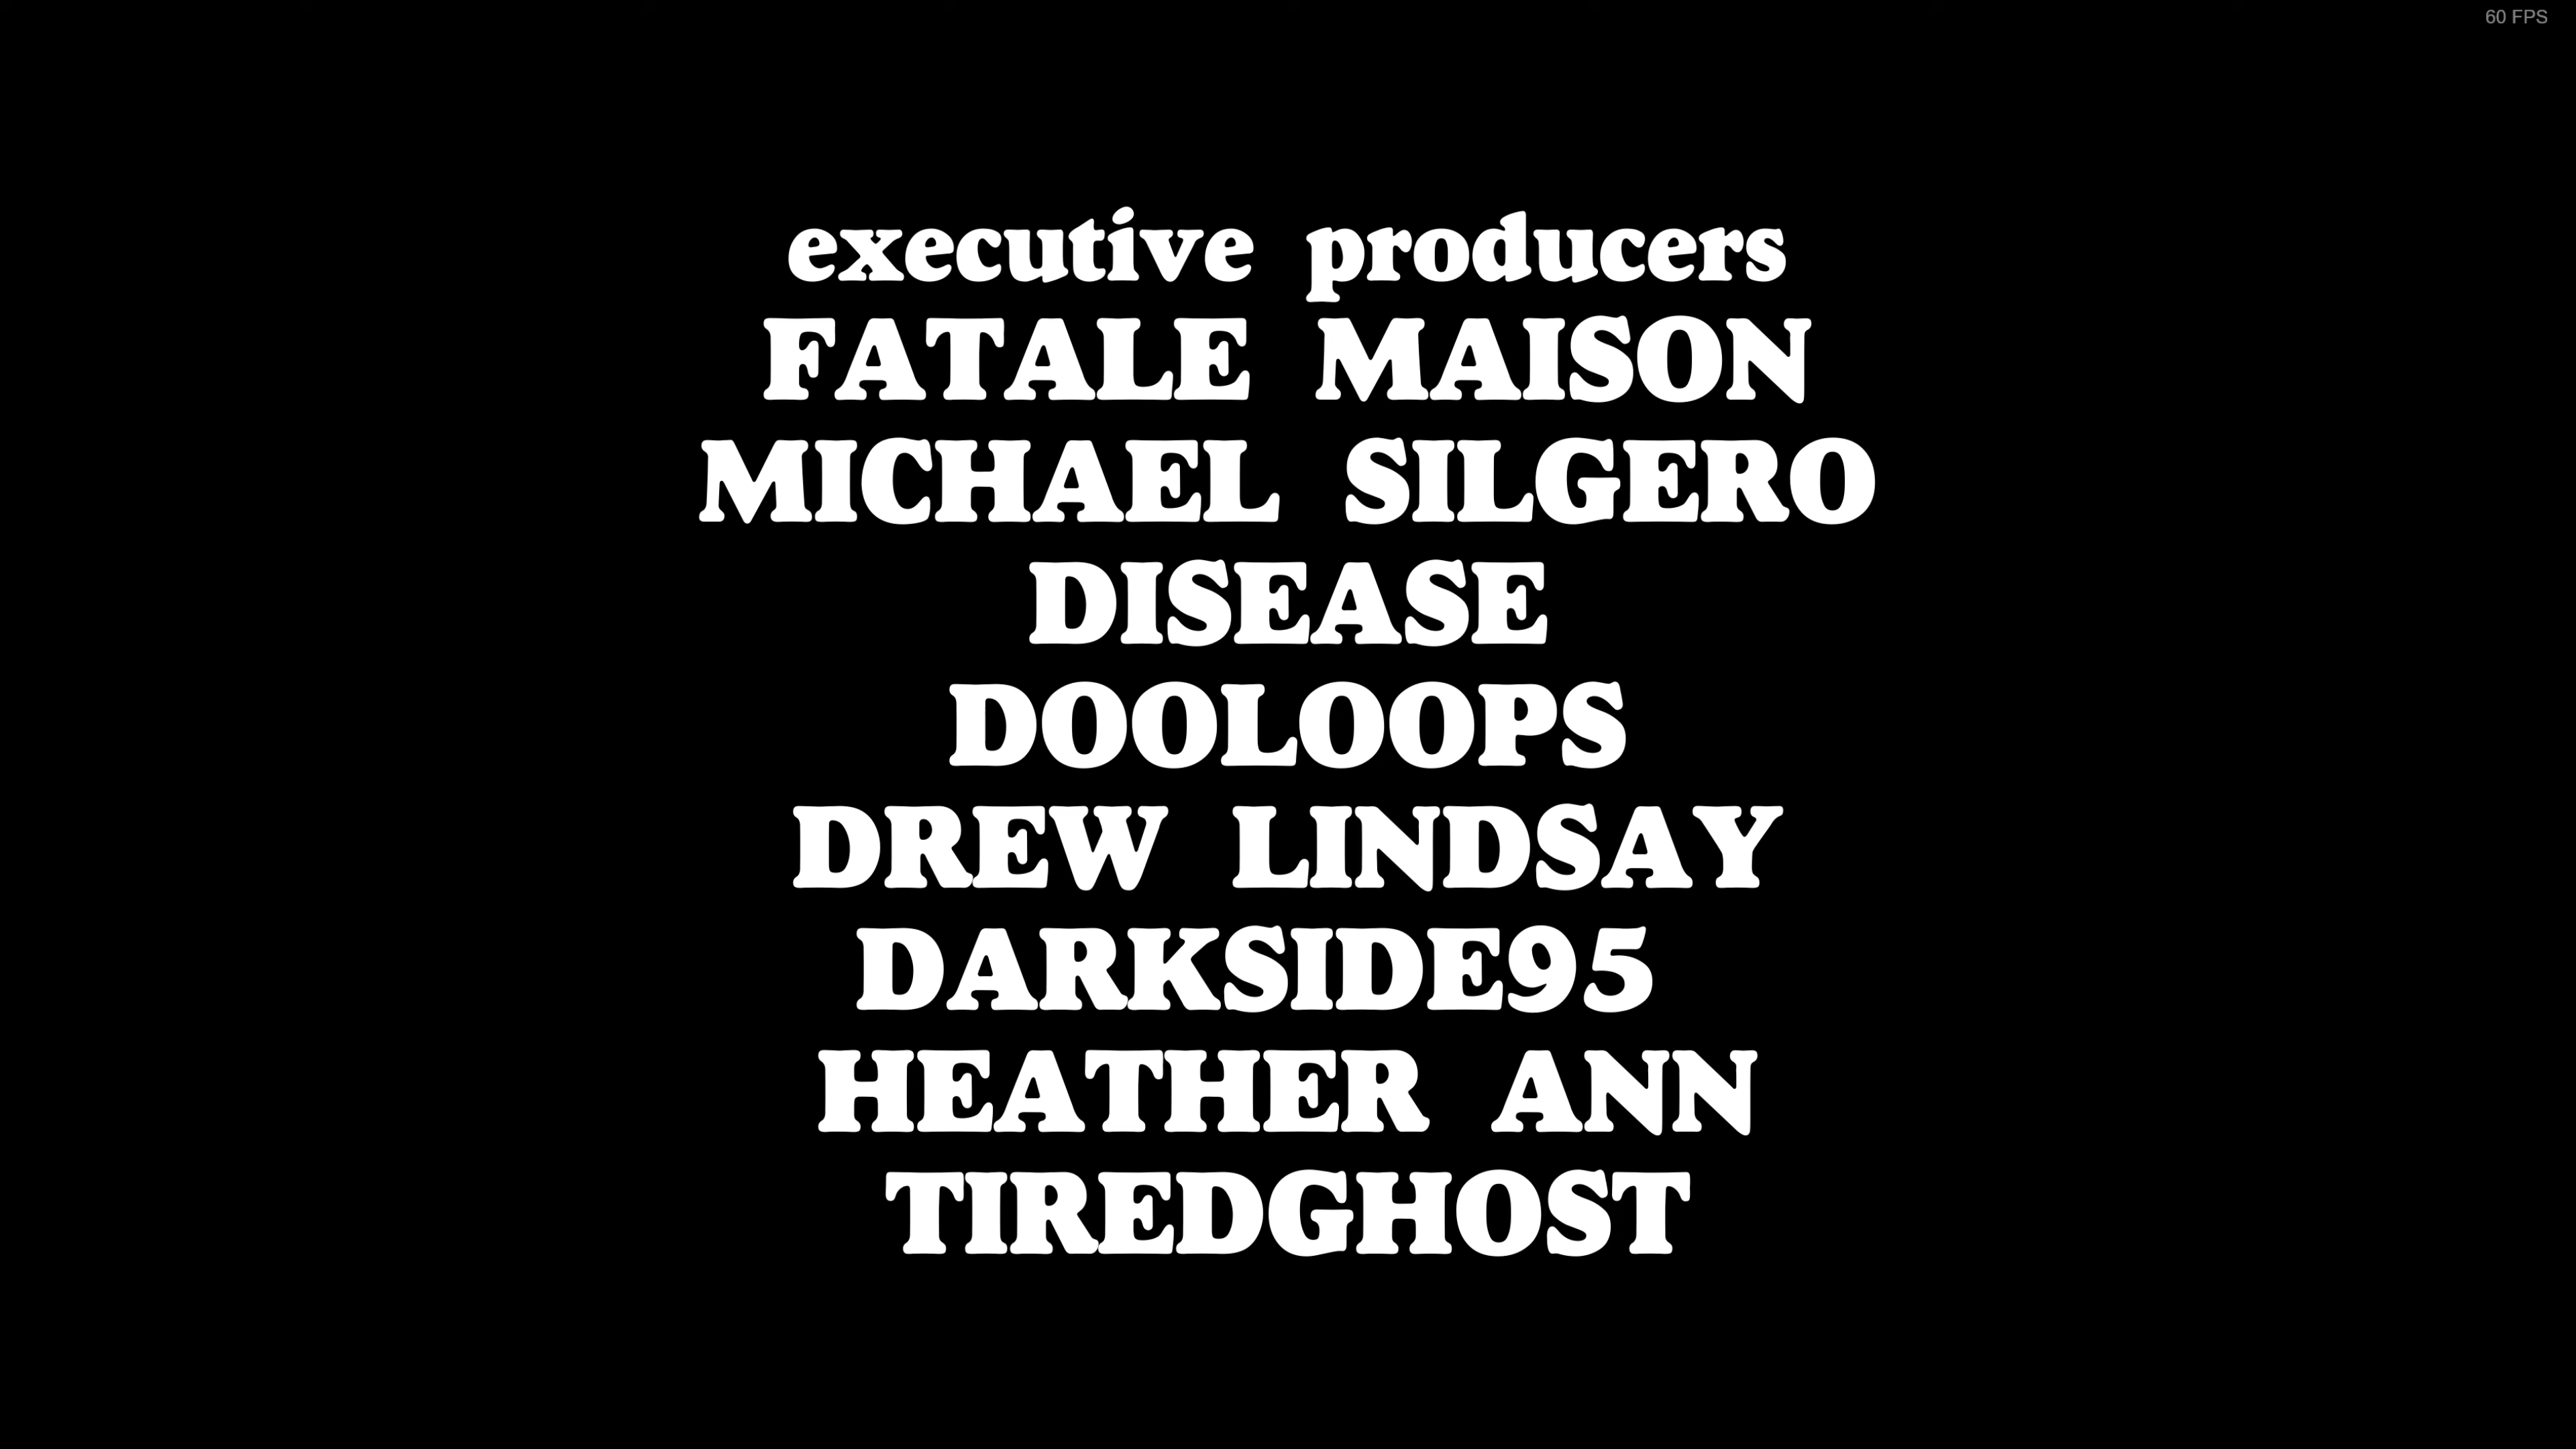 60 FPS
executive producers
FATALE MAISON
MICHAEL SILGERO
DISEASE
DOOLOOPS
DREW LINDSAY
DARKSIDE95
HEATHER ANN
TIREDGHOST